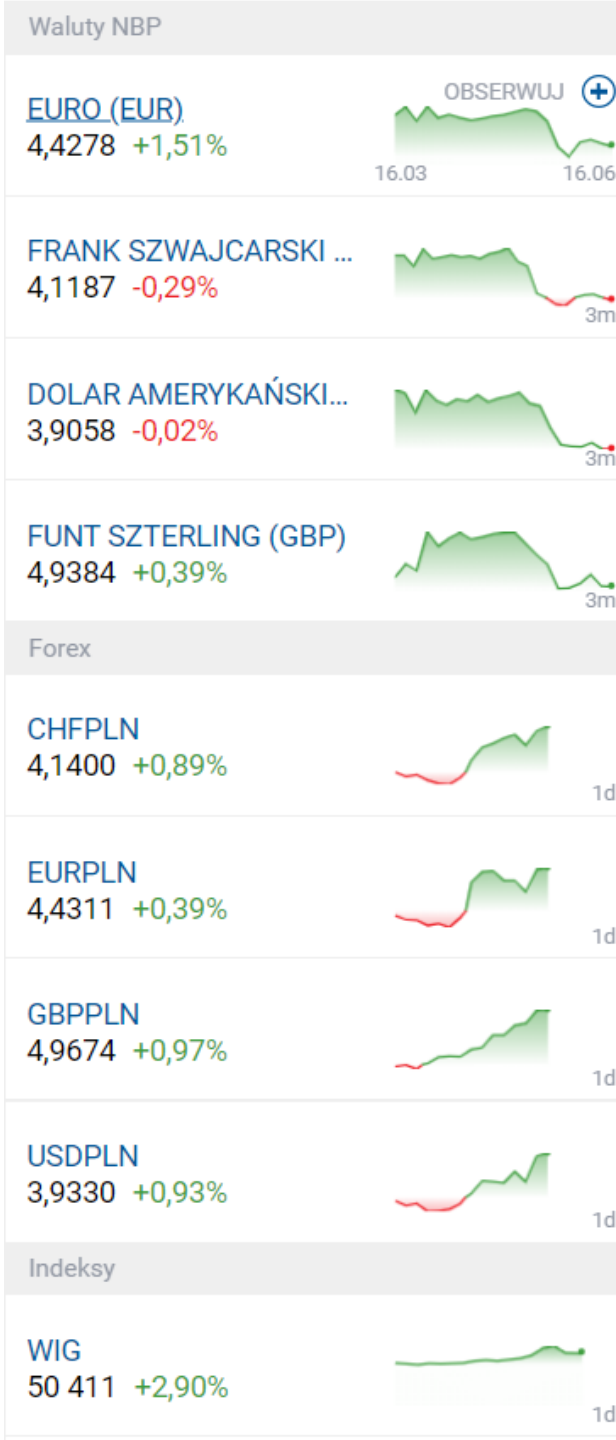 Waluty NBP
OBSERWUJ
EURO (EUR)
4,4278 +1,51%
16.03 16.06
FRANK SZWAJCARSKI ...
4,1187 -0,29%
3m
DOLAR AMERYKAŃSKI...
3,9058 -0,02%
3m
FUNT SZTERLING (GBP)
4,9384 +0,39%
3m
Forex
CHFPLN
4,1400 +0,89%
1d
EURPLN
4,4311 +0,39%
1d
GBPPLN
4,9674 +0,97%
1d
USDPLN
3,9330 +0,93%
1d
Indeksy
WIG
50 411 +2,90%
1d